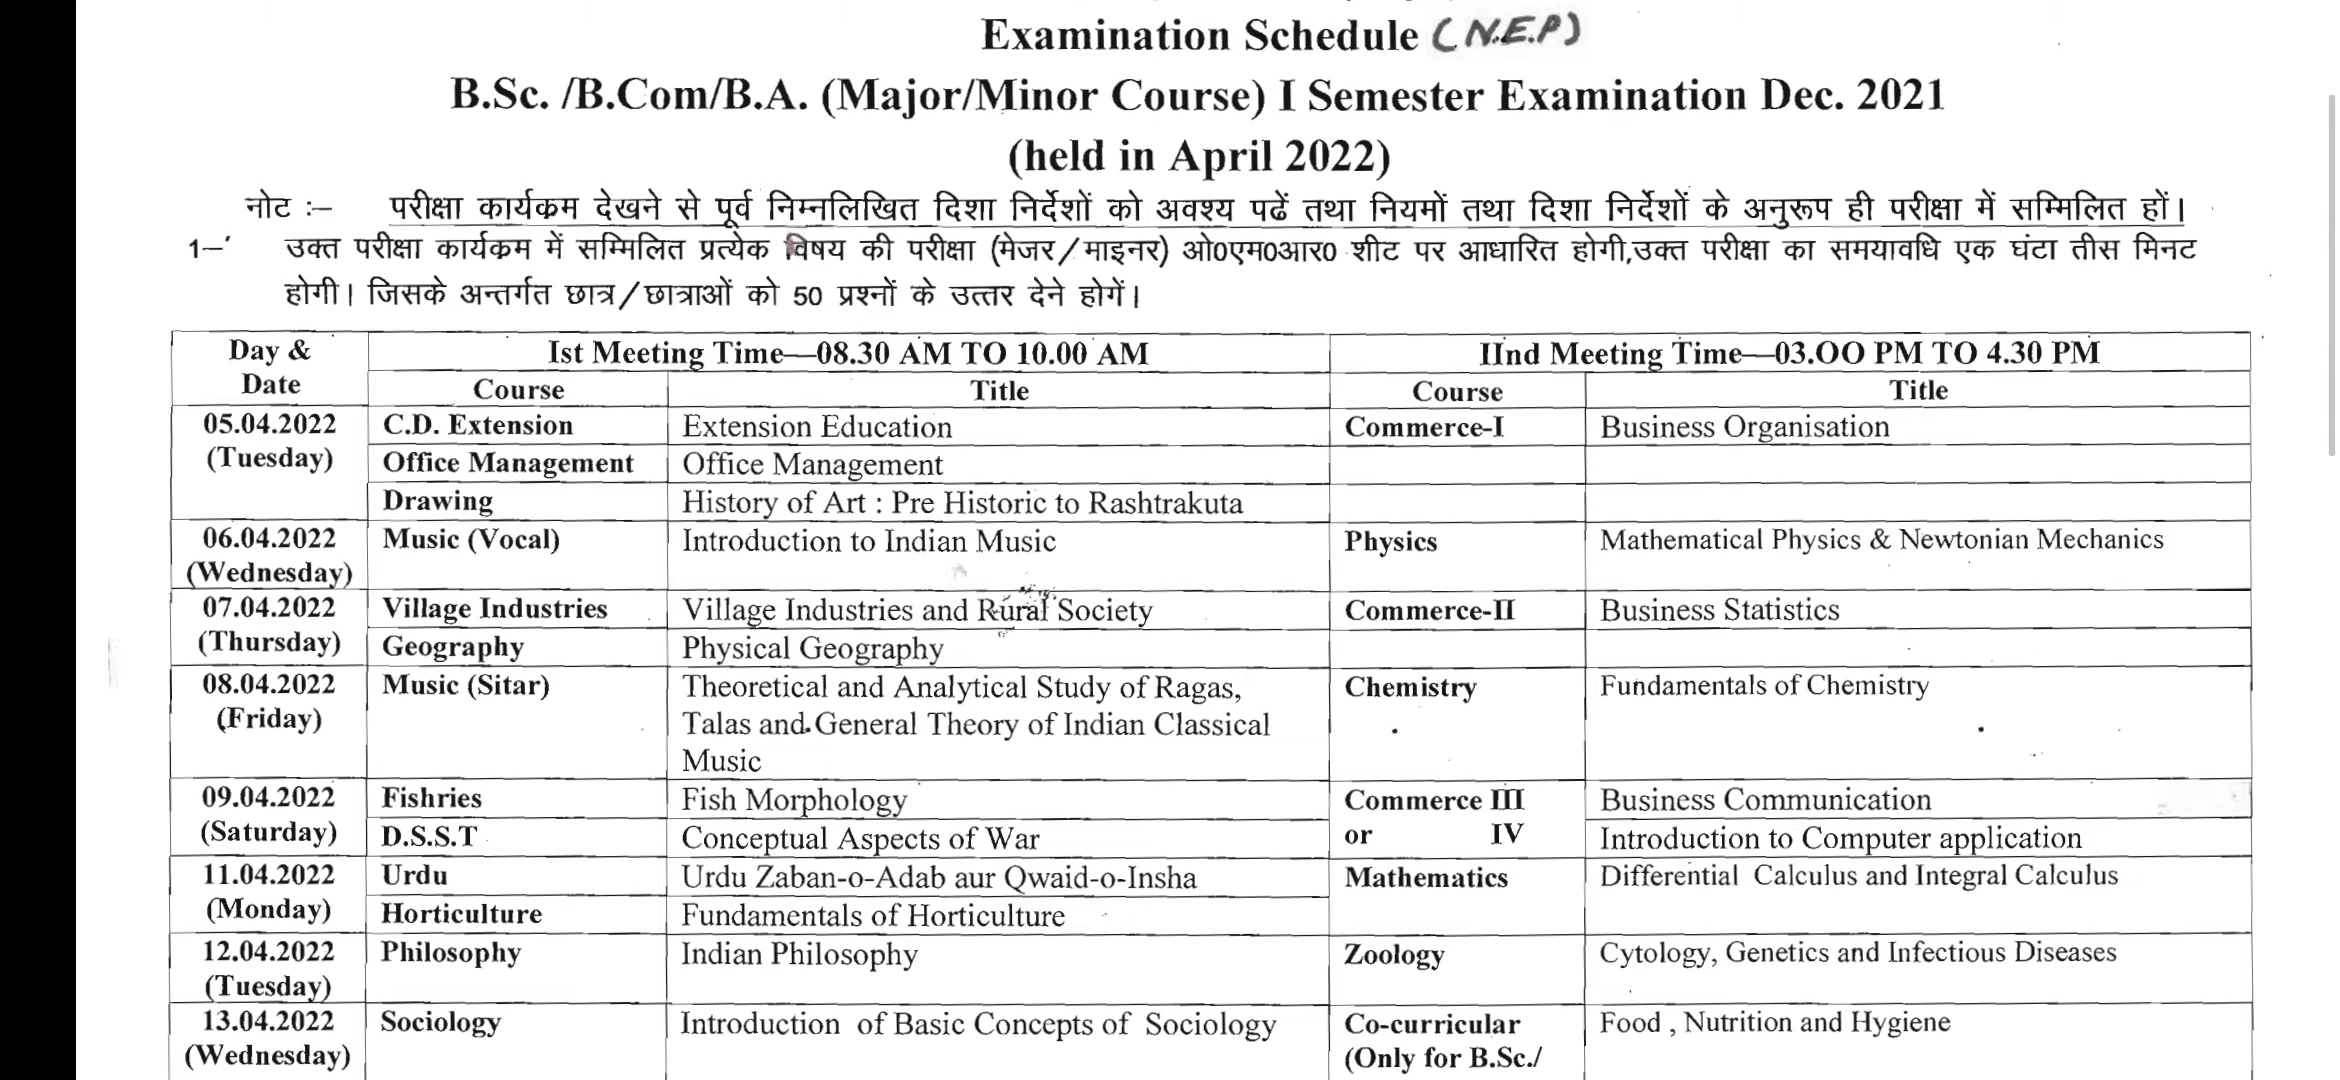 Examination Schedule (N.E.P)
B.Sc. /B.Com/B.A. (Major/Minor Course) I Semester Examination Dec. 2021
(held in April 2022)
नोट :– परीक्षा कार्यकम देखने से पूर्व निम्नलिखित दिशा निर्देशों को अवश्य पढें तथा नियमों तथा दिशा निर्देशों के अनुरूप ही परीक्षा में सम्मिलित हों।
1– उक्त परीक्षा कार्यकम में सम्मिलित प्रत्येक विषय की परीक्षा (मेजर/माइनर) ओ0एम0आर0 शीट पर आधारित होगी,उक्त परीक्षा का समयावधि एक घंटा तीस मिनट
होगी। जिसके अन्तर्गत छात्र/छात्राओं को 50 प्रश्नों के उत्तर देने होगें।
Day & Ist Meeting Time—08.30 AM TO 10.00 AM IInd Meeting Time—03.OO PM TO 4.30 PM
Date Course Title Course Title
05.04.2022 C.D. Extension Extension Education Commerce-I Business Organisation
(Tuesday) Office Management Office Management
Drawing History of Art : Pre Historic to Rashtrakuta
06.04.2022 Music (Vocal) Introduction to Indian Music Physics Mathematical Physics & Newtonian Mechanics
(Wednesday)
07.04.2022 Village Industries Village Industries and Rural Society Commerce-II Business Statistics
(Thursday) Geography Physical Geography
08.04.2022 Music (Sitar) Theoretical and Analytical Study of Ragas, Chemistry Fundamentals of Chemistry
(Friday) Talas and General Theory of Indian Classical
Music
09.04.2022 Fishries Fish Morphology Commerce III Business Communication
(Saturday) D.S.S.T Conceptual Aspects of War or IV Introduction to Computer application
11.04.2022 Urdu Urdu Zaban-o-Adab aur Qwaid-o-Insha Mathematics Differential Calculus and Integral Calculus
(Monday) Horticulture Fundamentals of Horticulture
12.04.2022 Philosophy Indian Philosophy Zoology Cytology, Genetics and Infectious Diseases
(Tuesday)
13.04.2022 Sociology Introduction of Basic Concepts of Sociology Co-curricular Food , Nutrition and Hygiene
(Wednesday) (Only for B.Sc./